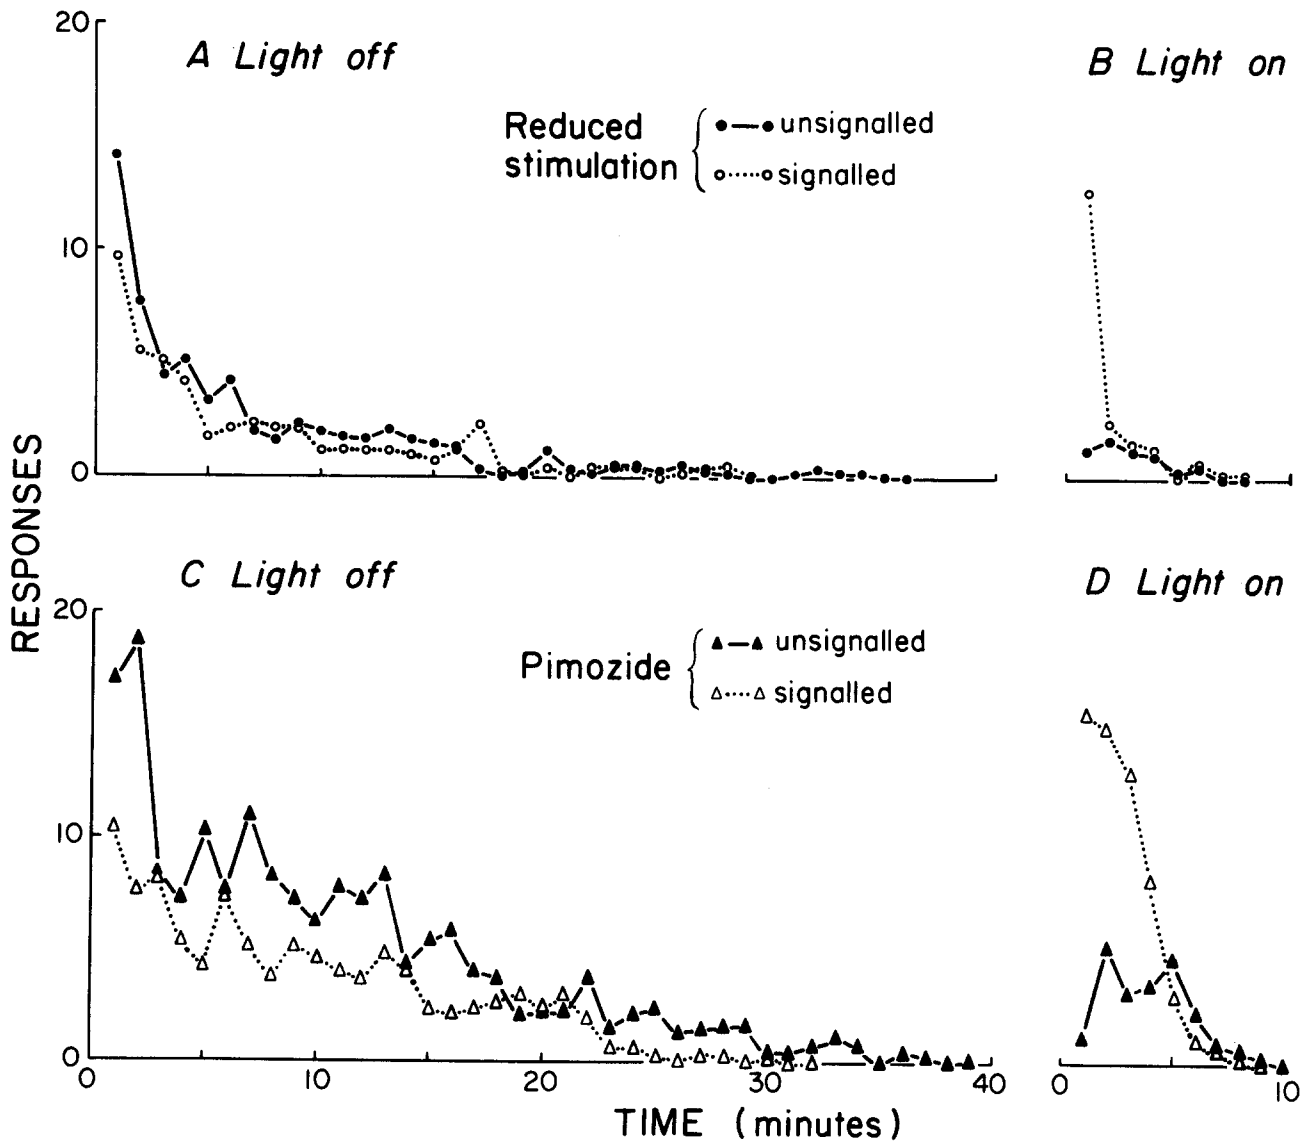 20
A Light off
B Light on
Reduced stimulation
unsignalled
signalled
10
0
RESPONSES
C Light off
D Light on
20
Pimozide
unsignalled
signalled
10
0
0 10 20 30 40
0 10
TIME (minutes)